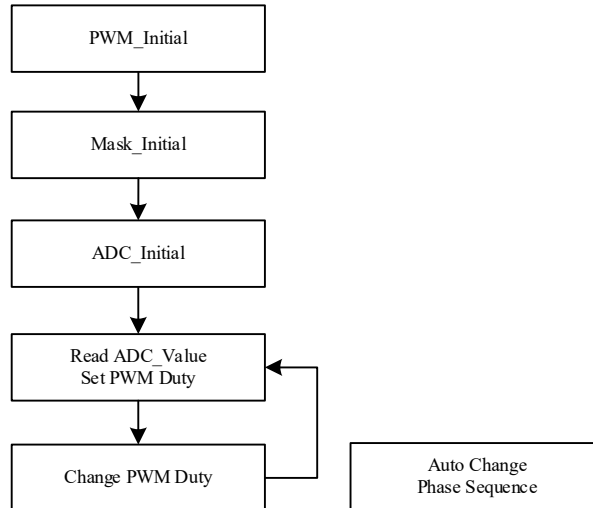 PWM_Initial
Mask_Initial
ADC_Initial
Read ADC_Value
Set PWM Duty
Change PWM Duty
Auto Change
Phase Sequence